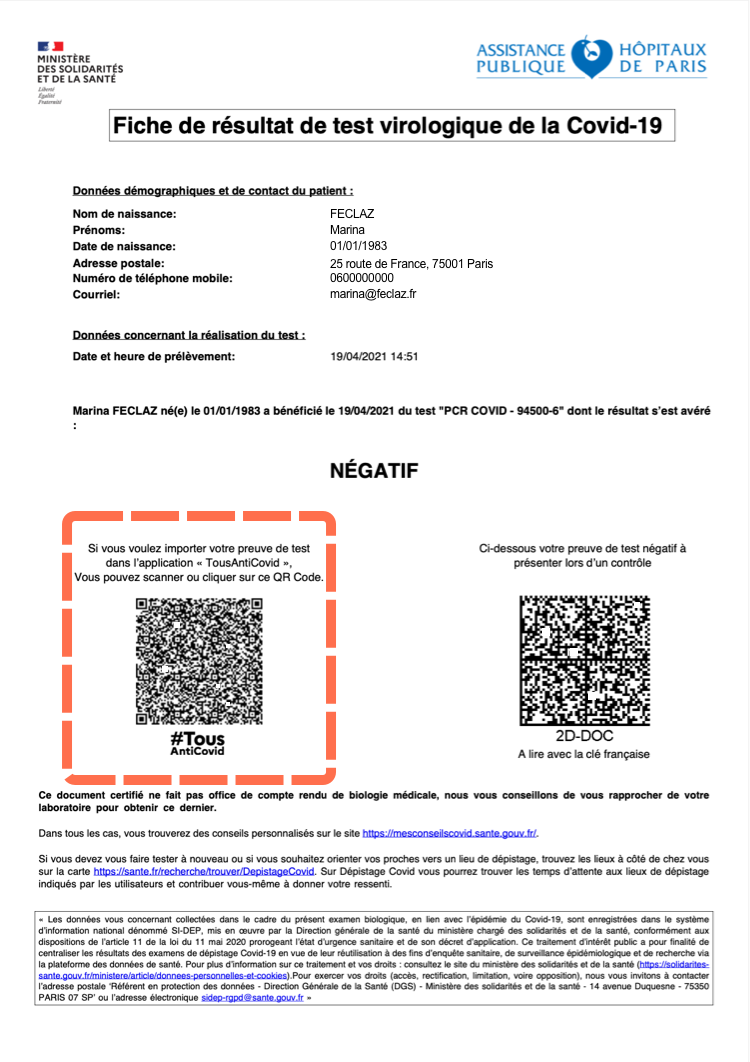 MINISTÈRE
DES SOLIDARITÉS
ET DE LA SANTÉ
Liberté
Égalité
Fraternité
ASSISTANCE
PUBLIQUE
HÔPITAUX
DE PARIS
Fiche de résultat de test virologique de la Covid-19
Données démographiques et de contact du patient :
Nom de naissance: FECLAZ
Prénoms: Marina
Date de naissance: 01/01/1983
Adresse postale: 25 route de France, 75001 Paris
Numéro de téléphone mobile: 0600000000
Courriel: marina@feclaz.fr
Données concernant la réalisation du test :
Date et heure de prélèvement: 19/04/2021 14:51
Marina FECLAZ né(e) le 01/01/1983 a bénéficié le 19/04/2021 du test "PCR COVID - 94500-6" dont le résultat s'est avéré
:
NÉGATIF
Si vous voulez importer votre preuve de test
dans l'application « TousAntiCovid »,
Vous pouvez scanner ou cliquer sur ce QR Code.
#Tous
AntiCovid
Ci-dessous votre preuve de test négatif à
présenter lors d'un contrôle
2D-DOC
A lire avec la clé française
Ce document certifié ne fait pas office de compte rendu de biologie médicale, nous vous conseillons de vous rapprocher de votre
laboratoire pour obtenir ce dernier.
Dans tous les cas, vous trouverez des conseils personnalisés sur le site https://mesconseilscovid.sante.gouv.fr/.
Si vous devez vous faire tester à nouveau ou si vous souhaitez orienter vos proches vers un lieu de dépistage, trouvez les lieux à côté de chez vous
sur la carte https://sante.fr/recherche/trouver/DepistageCovid. Sur Dépistage Covid vous pourrez trouver les temps d'attente aux lieux de dépistage
indiqués par les utilisateurs et contribuer vous-même à donner votre ressenti.
« Les données vous concernant collectées dans le cadre du présent examen biologique, en lien avec l'épidémie du Covid-19, sont enregistrées dans le système
d'information national dénommé SI-DEP, mis en œuvre par la Direction générale de la santé du ministère chargé des solidarités et de la santé, conformément aux
dispositions de l'article 11 de la loi du 11 mai 2020 prorogeant l'état d'urgence sanitaire et de son décret d'application. Ce traitement d'intérêt public a pour finalité de
centraliser les résultats des examens de dépistage Covid-19 en vue de leur réutilisation à des fins d'enquête sanitaire, de surveillance épidémiologique et de recherche via
la plateforme des données de santé. Pour plus d'information sur ce traitement et vos droits : consultez le site du ministère des solidarités et de la santé (https://solidarites-
sante.gouv.fr/ministere/article/donnees-personnelles-et-cookies).Pour exercer vos droits (accès, rectification, limitation, voire opposition), nous vous invitons à contacter
l'adresse postale 'Référent en protection des données - Direction Générale de la Santé (DGS) - Ministère des solidarités et de la santé - 14 avenue Duquesne - 75350
PARIS 07 SP' ou l'adresse électronique sidep-rgpd@sante.gouv.fr »